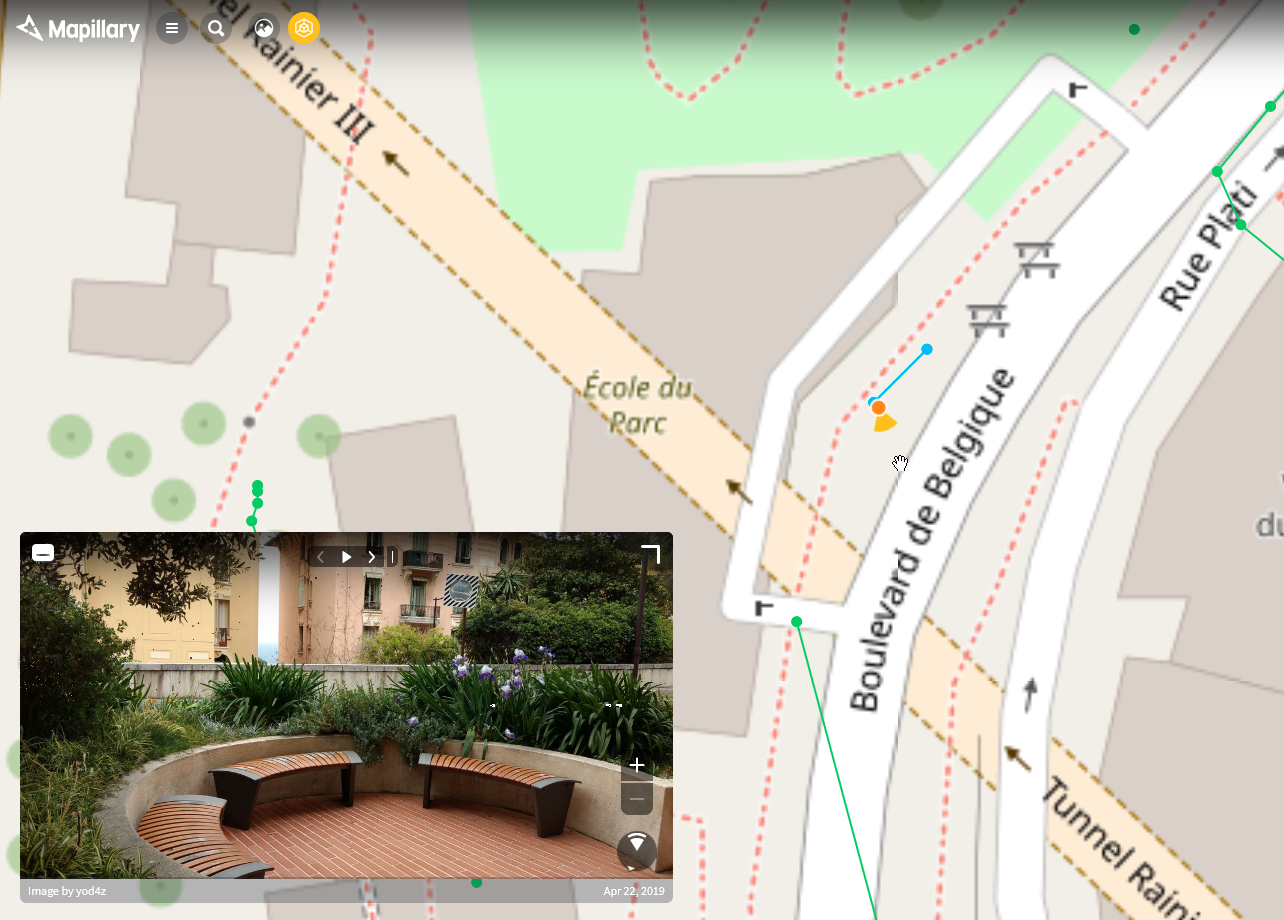 Mapillary
nel Rainier III
École du
Parc
Rue Plati
Boulevard de Belgique
du
Tunnel Raini
Image by yod4z
Apr 22, 2019